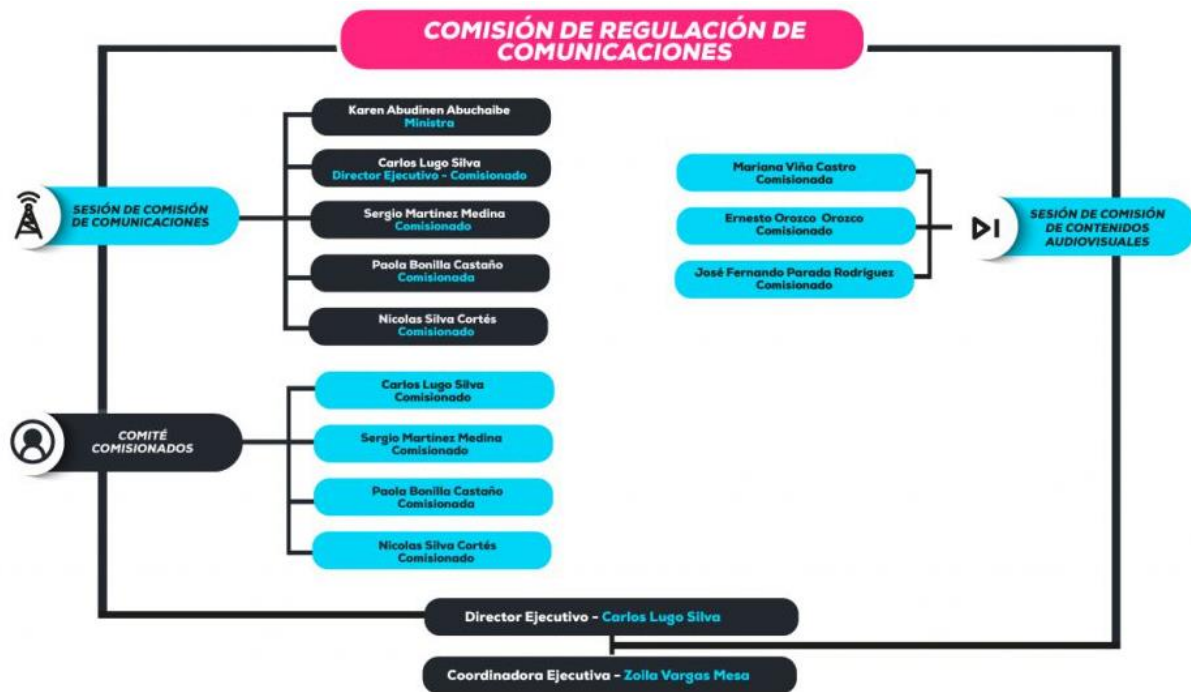 COMISIÓN DE REGULACIÓN DE
COMUNICACIONES
SESIÓN DE COMISIÓN
DE COMUNICACIONES
Karen Abudinen Abuchaibe
Ministra
Carlos Lugo Silva
Director Ejecutivo - Comisionado
Sergio Martínez Medina
Comisionado
Paola Bonilla Castaño
Comisionada
Nicolas Silva Cortés
Comisionado
Mariana Viña Castro
Comisionada
Ernesto Orozco Orozco
Comisionado
José Fernando Parada Rodríguez
Comisionado
SESIÓN DE COMISIÓN
DE CONTENIDOS
AUDIOVISUALES
COMITÉ
COMISIONADOS
Carlos Lugo Silva
Comisionado
Sergio Martínez Medina
Comisionado
Paola Bonilla Castaño
Comisionada
Nicolas Silva Cortés
Comisionado
Director Ejecutivo - Carlos Lugo Silva
Coordinadora Ejecutiva - Zoila Vargas Mesa